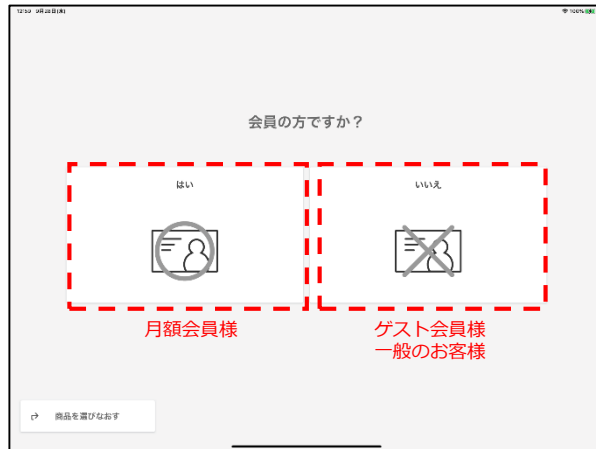 会員の方ですか？
はい
いいえ
月額会員様
ゲスト会員様
一般のお客様
商品を選びなおす
100%